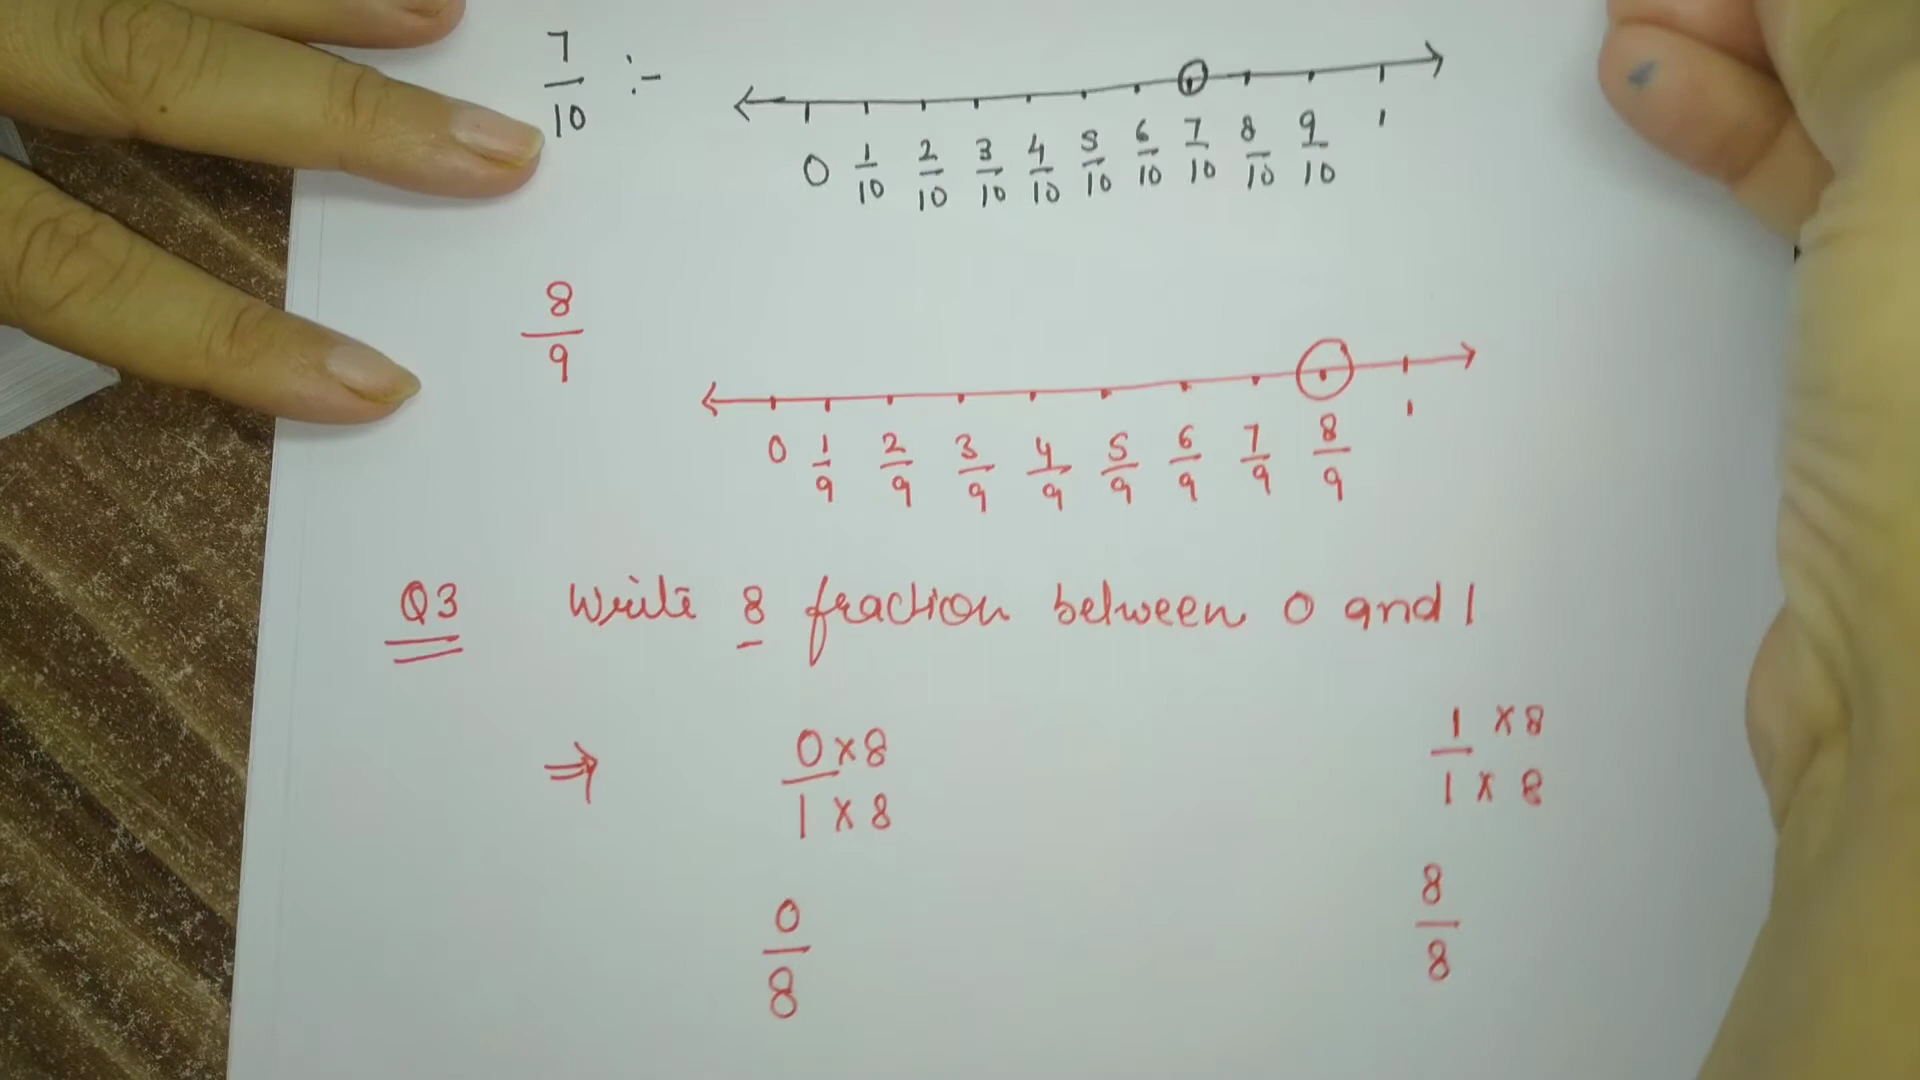 7/10 :-
0 1/10 2/10 3/10 4/10 5/10 6/10 7/10 8/10 9/10 1
8/9
0 1/9 2/9 3/9 4/9 5/9 6/9 7/9 8/9 1
Q3 Write 8 fraction between 0 and 1
⇒ 0×8/1×8 1×8/1×8
0/8 8/8